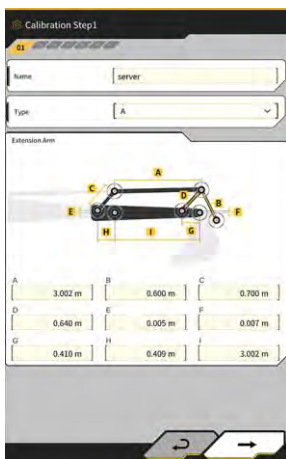 Calibration Step1
01
Name
server
Type
A
Extension Arm
A
C
D
B
E
F
H
I
G
A
B
C
3.002 m
0.600 m
0.700 m
D
E
F
0.640 m
0.005 m
0.007 m
G
H
I
0.410 m
0.409 m
3.002 m